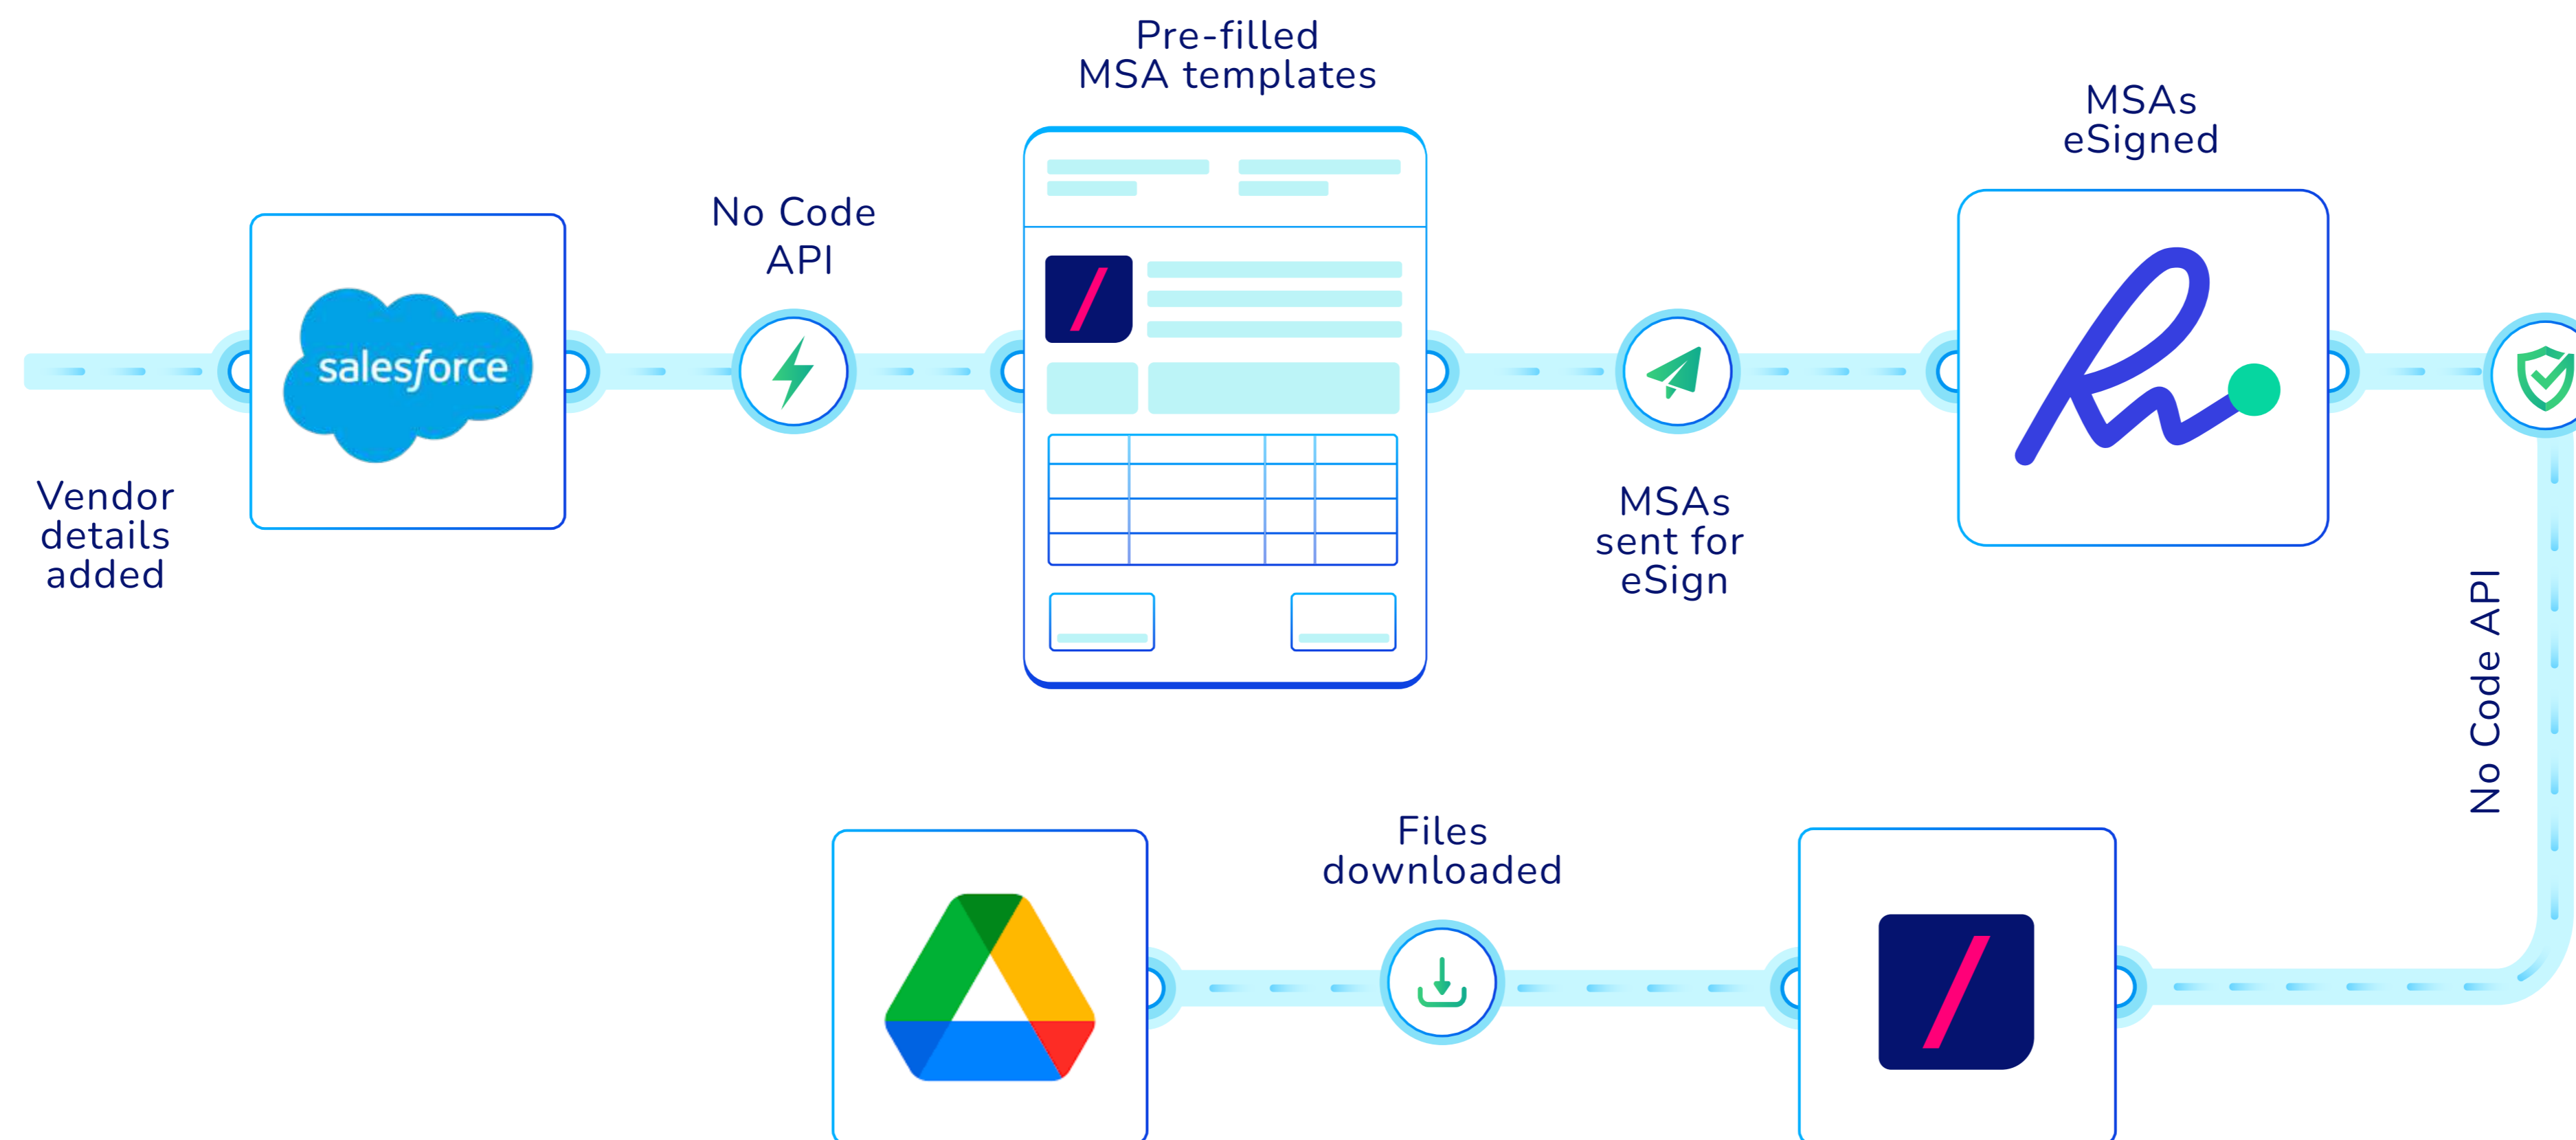 Pre-filled
MSA templates
MSAs
eSigned
No Code
API
salesforce
Vendor
details
added
MSAs
sent for
eSign
No Code API
Files
downloaded